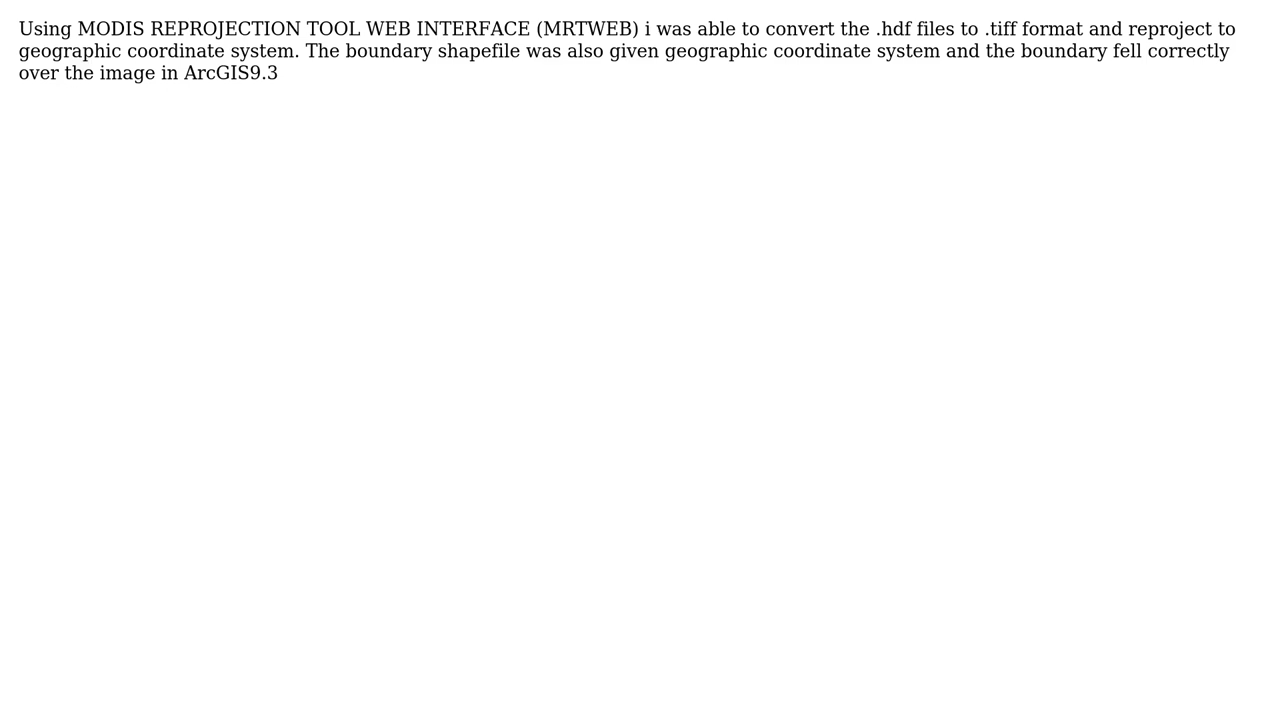 Using MODIS REPROJECTION TOOL WEB INTERFACE (MRTWEB) i was able to convert the .hdf files to .tiff format and reproject to
geographic coordinate system. The boundary shapefile was also given geographic coordinate system and the boundary fell correctly
over the image in ArcGIS9.3